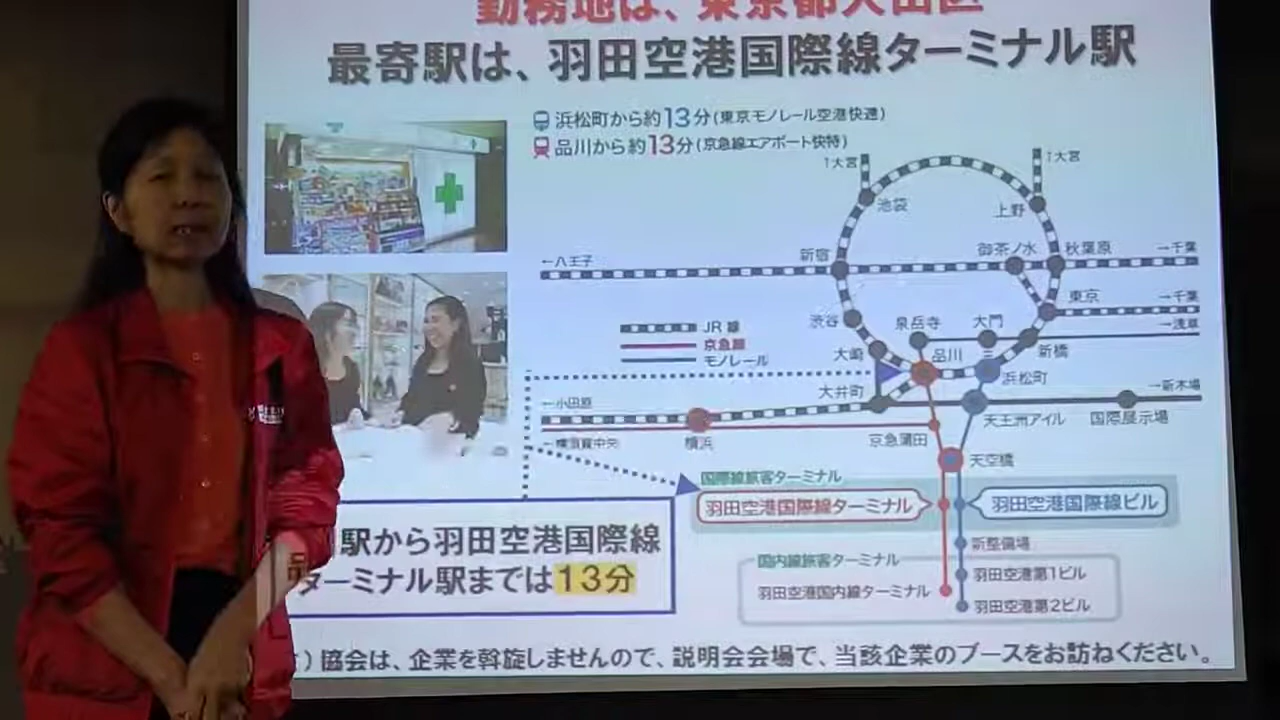 勤務地は、東京都大田区
最寄駅は、羽田空港国際線ターミナル駅
浜松町から約13分(東京モノレール空港快速)
品川から約13分(京急線エアポート快特)
↑大宮
↑大宮
池袋
上野
←八王子
新宿
御茶ノ水
秋葉原
→千葉
東京
→千葉
渋谷
泉岳寺
大門
→浅草
JR線
京急線
モノレール
大崎
品川
新橋
浜松町
大井町
→新木場
←小田原
天王洲アイル
国際展示場
←横須賀中央
横浜
京急蒲田
天空橋
国際線旅客ターミナル
羽田空港国際線ターミナル
羽田空港国際線ビル
新整備場
国内線旅客ターミナル
羽田空港第1ビル
羽田空港国内線ターミナル
羽田空港第2ビル
品 駅から羽田空港国際線
ターミナル駅までは13分
)協会は、企業を斡旋しませんので、説明会会場で、当該企業のブースをお訪ねください。